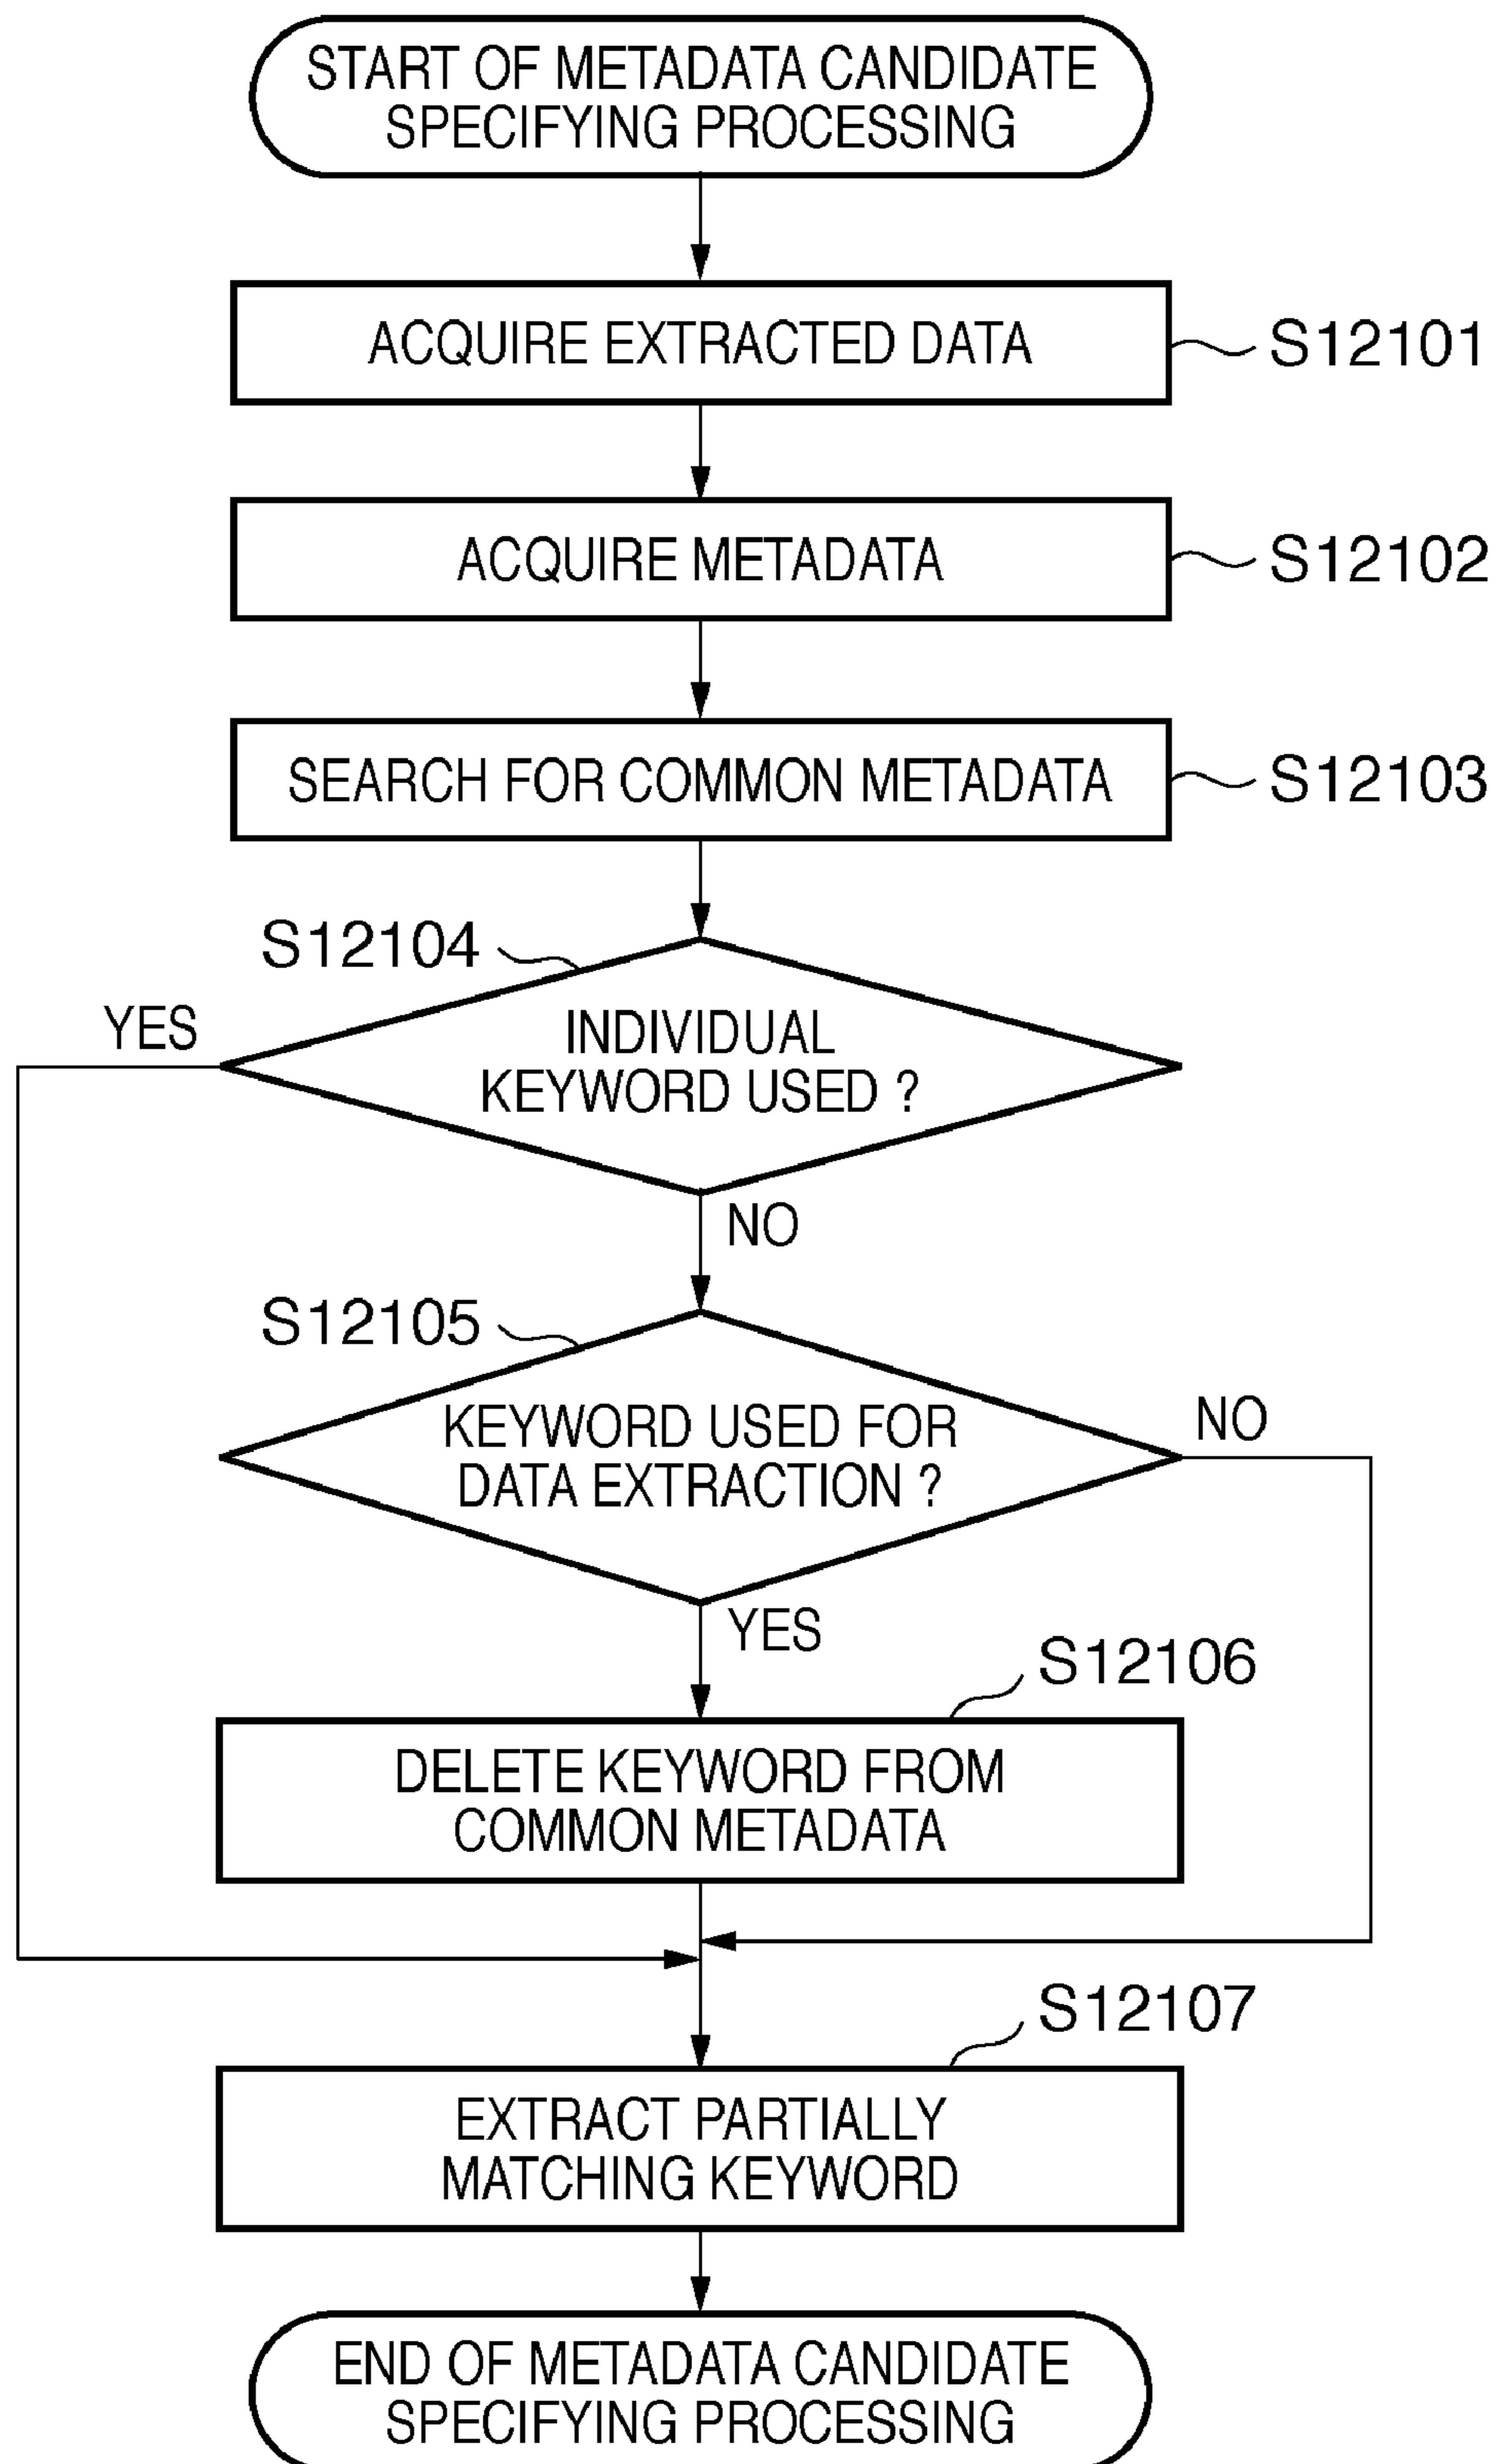 START OF METADATA CANDIDATE
SPECIFYING PROCESSING
ACQUIRE EXTRACTED DATA
S12101
ACQUIRE METADATA
S12102
SEARCH FOR COMMON METADATA
S12103
S12104
YES
INDIVIDUAL
KEYWORD USED ?
NO
S12105
KEYWORD USED FOR
DATA EXTRACTION ?
NO
YES
S12106
DELETE KEYWORD FROM
COMMON METADATA
S12107
EXTRACT PARTIALLY
MATCHING KEYWORD
END OF METADATA CANDIDATE
SPECIFYING PROCESSING